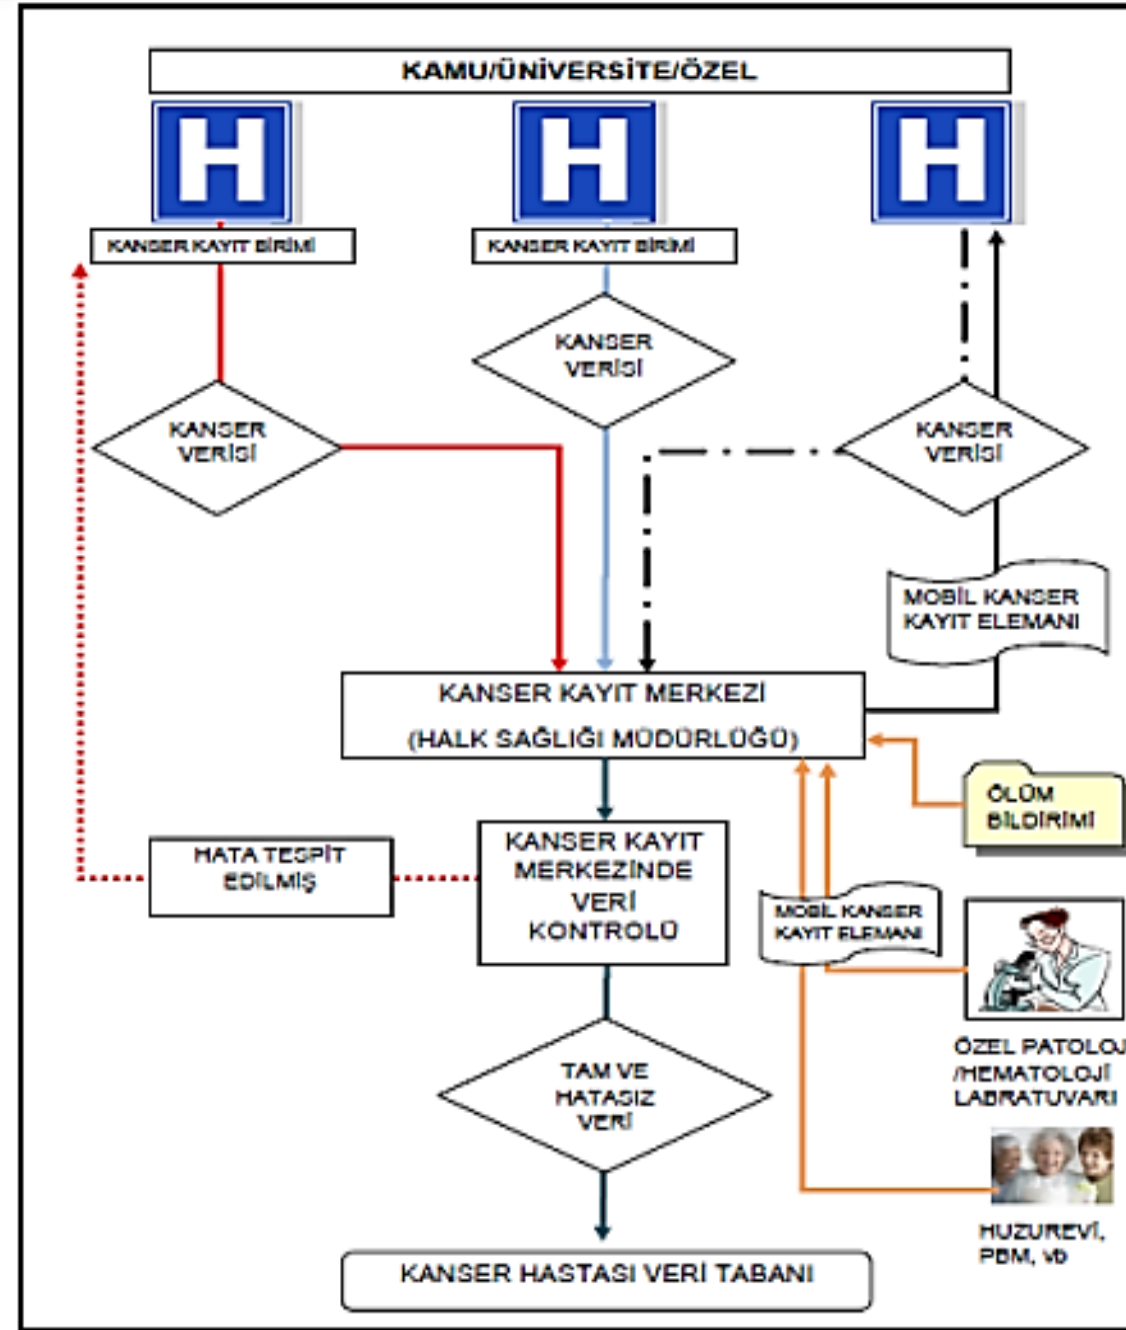 KAMU/ÜNİVERSİTE/ÖZEL
H
H
H
KANSER KAYIT BİRİMİ
KANSER KAYIT BİRİMİ
KANSER
VERİSİ
KANSER
VERİSİ
KANSER
VERİSİ
MOBİL KANSER
KAYIT ELEMANI
KANSER KAYIT MERKEZİ
(HALK SAĞLIĞI MÜDÜRLÜĞÜ)
ÖLÜM
BİLDİRİMİ
HATA TESPİT
EDİLMİŞ
KANSER KAYIT
MERKEZİNDE
VERİ
KONTROLÜ
MOBİL KANSER
KAYIT ELEMANI
ÖZEL PATOLOJ
/HEMATOLOJİ
LABRATUVARI
TAM VE
HATASIZ
VERİ
HUZUREVİ,
PBM, vb
KANSER HASTASI VERİ TABANI